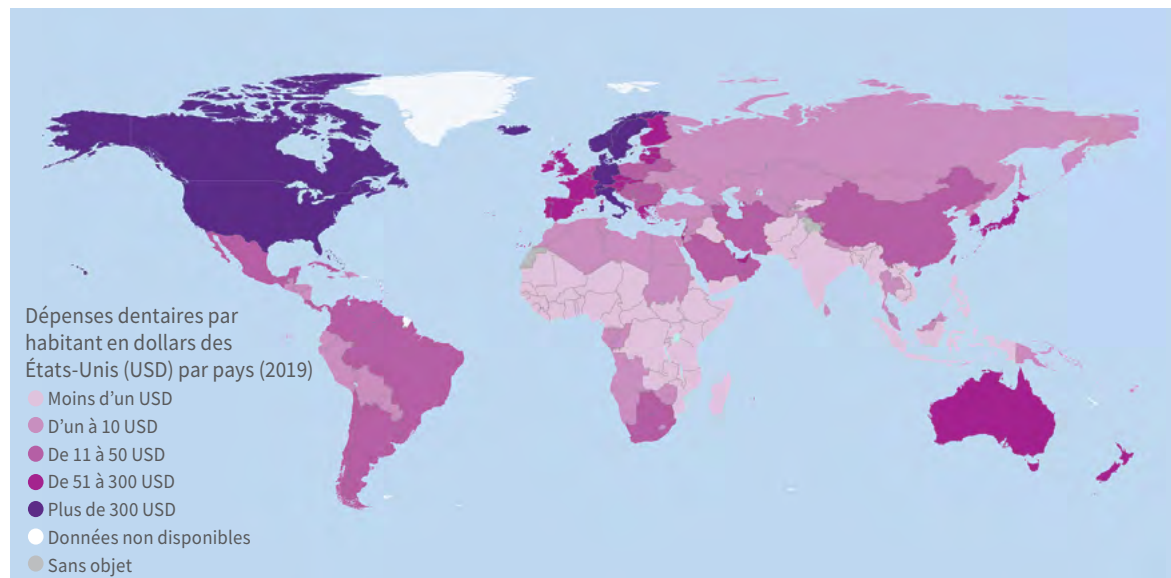 Dépenses dentaires par
habitant en dollars des
États-Unis (USD) par pays (2019)
Moins d’un USD
D’un à 10 USD
De 11 à 50 USD
De 51 à 300 USD
Plus de 300 USD
Données non disponibles
Sans objet